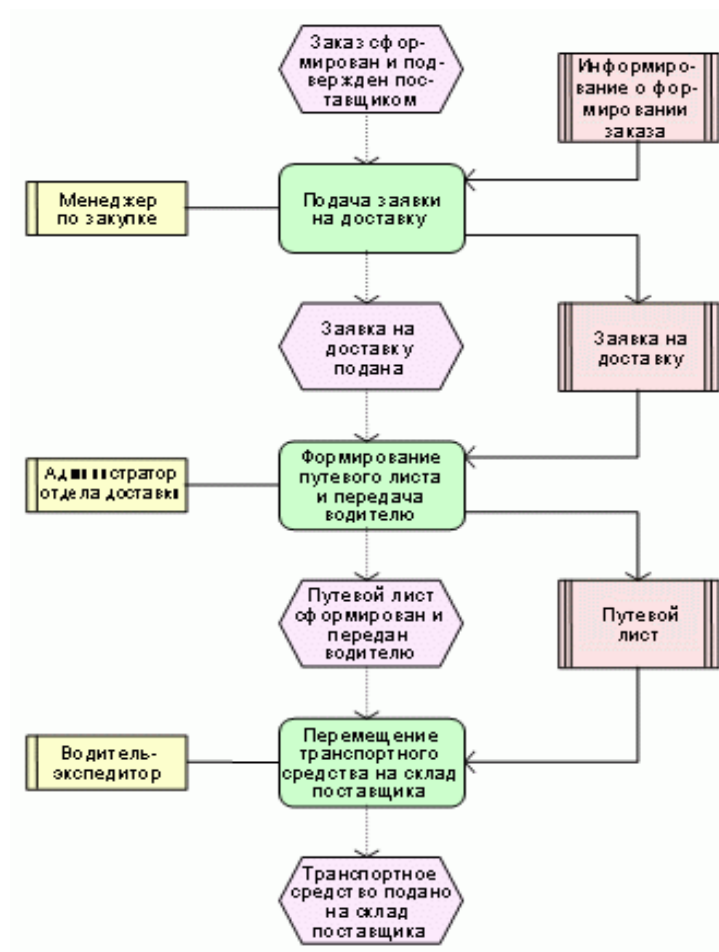 Заказ сфор-
мирован и под-
вержден пос-
тавщиком
Информиро-
вание о фор-
мировании
заказа
Менеджер
по закупке
Подача заявки
на доставку
Заявка на
доставку
подана
Заявка на
доставку
Администратор
отдела доставки
Формирование
путевого листа
и передача
водителю
Путевой лист
сформирован и
передан
водителю
Путевой
лист
Водитель-
экспедитор
Перемещение
транспортного
средства на склад
поставщика
Транспортное
средство подано
на склад
поставщика